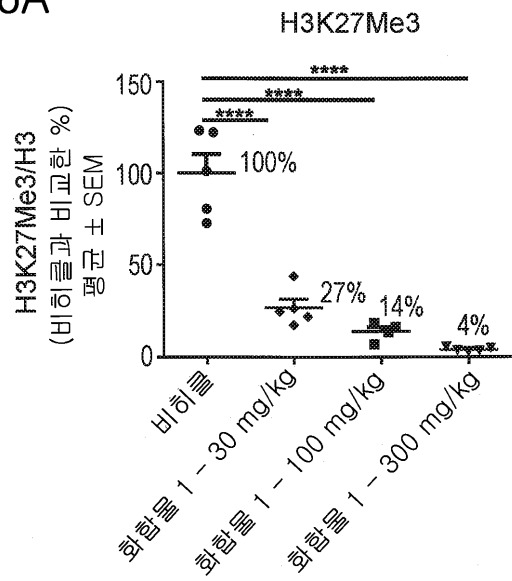 H3K27Me3
****
****
****
H3K27Me3/H3
(비히클과 비교한 %)
평균 ± SEM
150
100
50
0
100%
27%
14%
4%
비히클
화합물 1 - 30 mg/kg
화합물 1 - 100 mg/kg
화합물 1 - 300 mg/kg